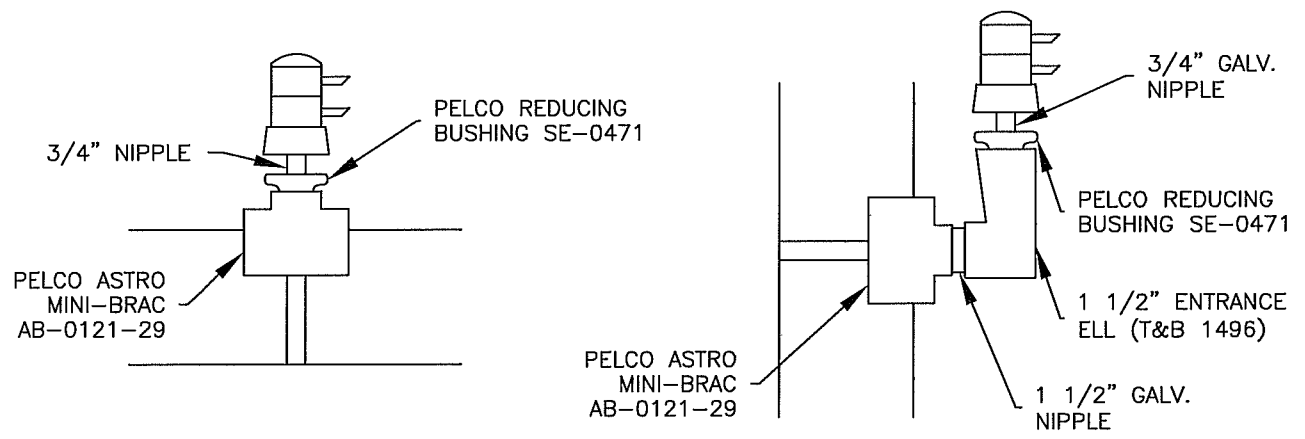 3/4" NIPPLE
PELCO REDUCING
BUSHING SE-0471
PELCO ASTRO
MINI-BRAC
AB-0121-29
3/4" GALV.
NIPPLE
PELCO REDUCING
BUSHING SE-0471
1 1/2" ENTRANCE
ELL (T&B 1496)
PELCO ASTRO
MINI-BRAC
AB-0121-29
1 1/2" GALV.
NIPPLE